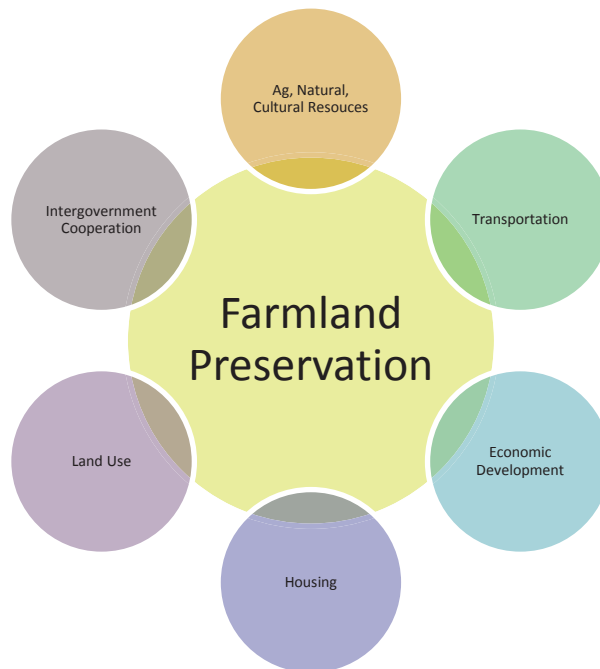 Ag, Natural,
Cultural Resouces
Intergovernment
Cooperation
Transportation
Farmland
Preservation
Land Use
Economic
Development
Housing